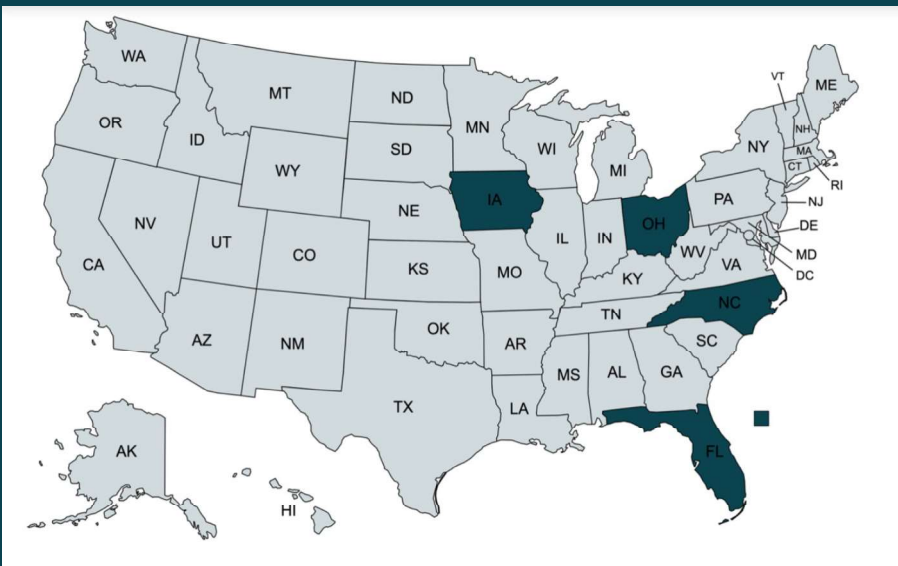 WA
MT
ND
MN
VT
ME
OR
ID
SD
WI
NY
NH
MA
WY
MI
CT
RI
IA
NE
PA
NJ
NV
OH
DE
UT
CO
IL
IN
WV
MD
CA
KS
MO
KY
VA
DC
NC
TN
AZ
NM
OK
AR
SC
MS
AL
GA
TX
LA
AK
FL
HI